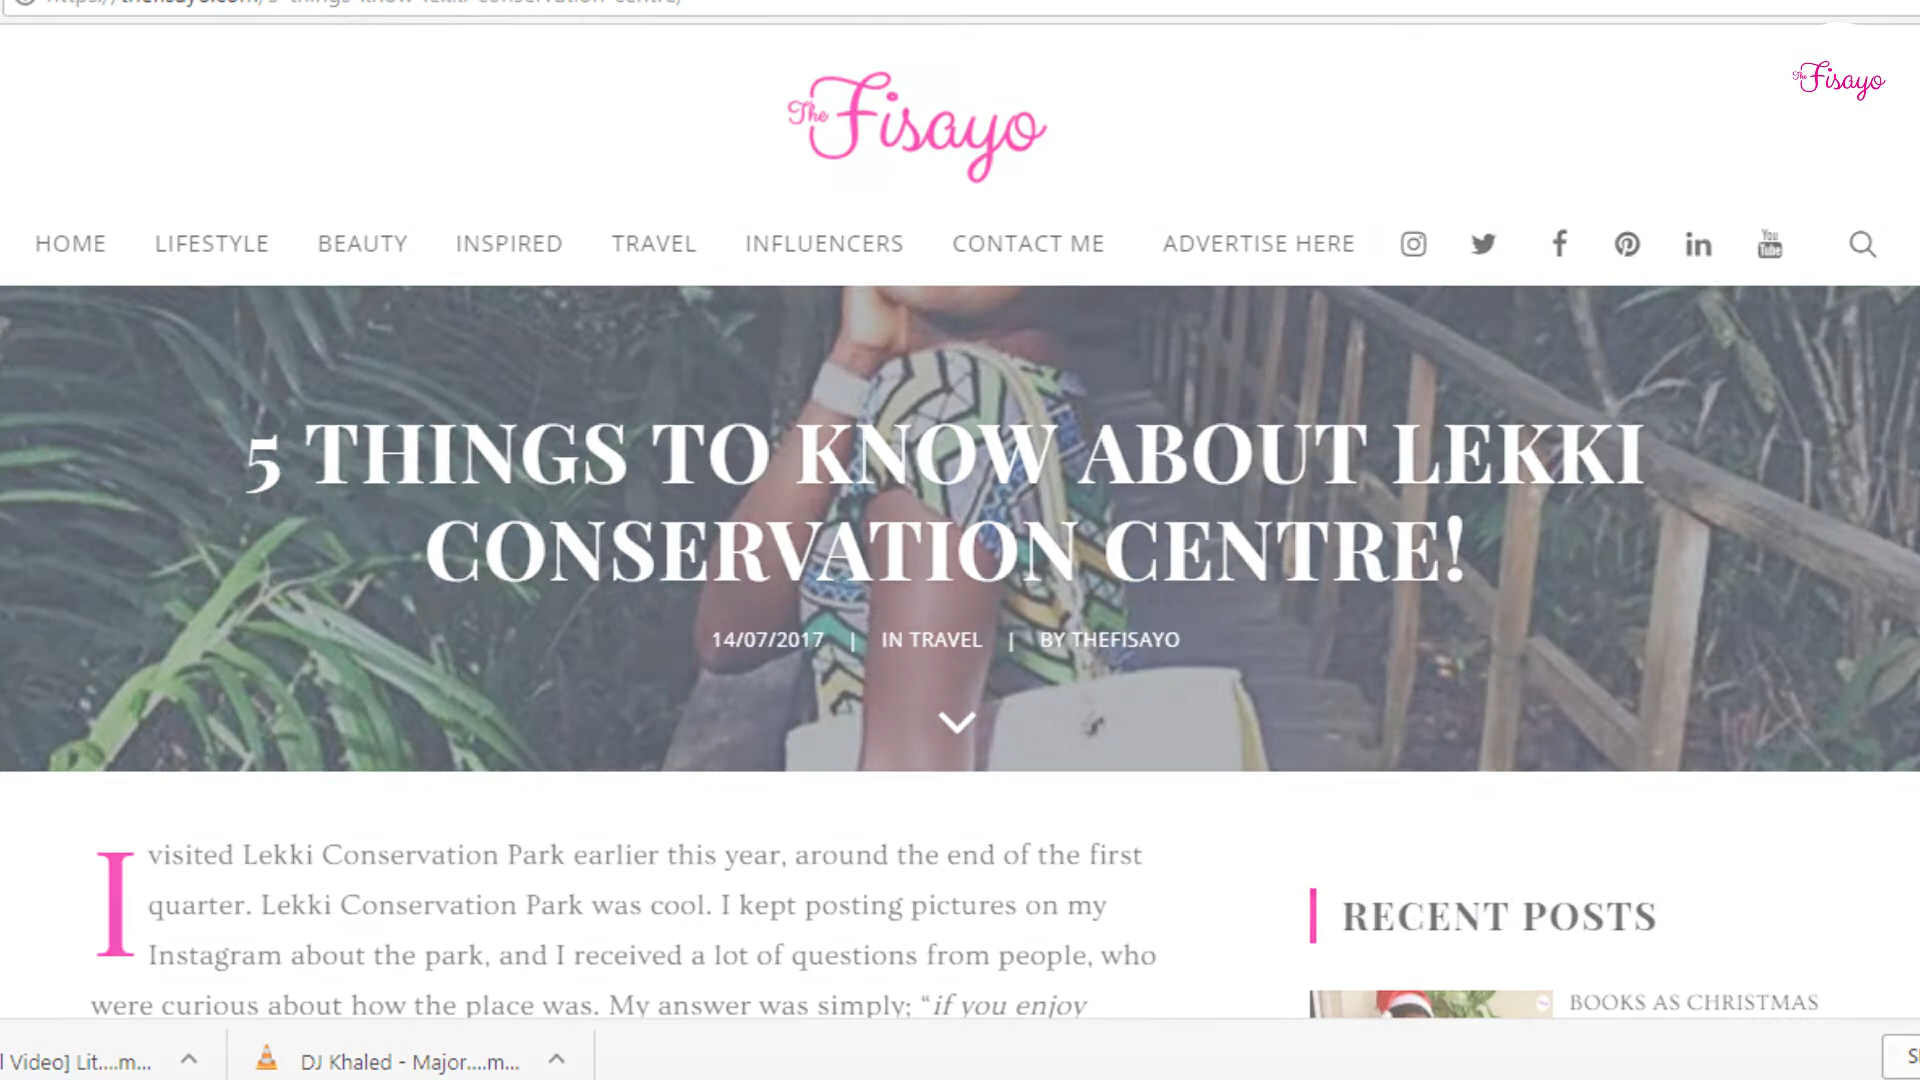 The Fisayo
The Fisayo
HOME LIFESTYLE BEAUTY INSPIRED TRAVEL INFLUENCERS CONTACT ME ADVERTISE HERE
You Tube
5 THINGS TO KNOW ABOUT LEKKI
CONSERVATION CENTRE!
14/07/2017 | IN TRAVEL | BY THEFISAYO
I visited Lekki Conservation Park earlier this year, around the end of the first
quarter. Lekki Conservation Park was cool. I kept posting pictures on my
Instagram about the park, and I received a lot of questions from people, who
were curious about how the place was. My answer was simply; “if you enjoy
RECENT POSTS
BOOKS AS CHRISTMAS
l Video] Lit....m...
DJ Khaled - Major....m...